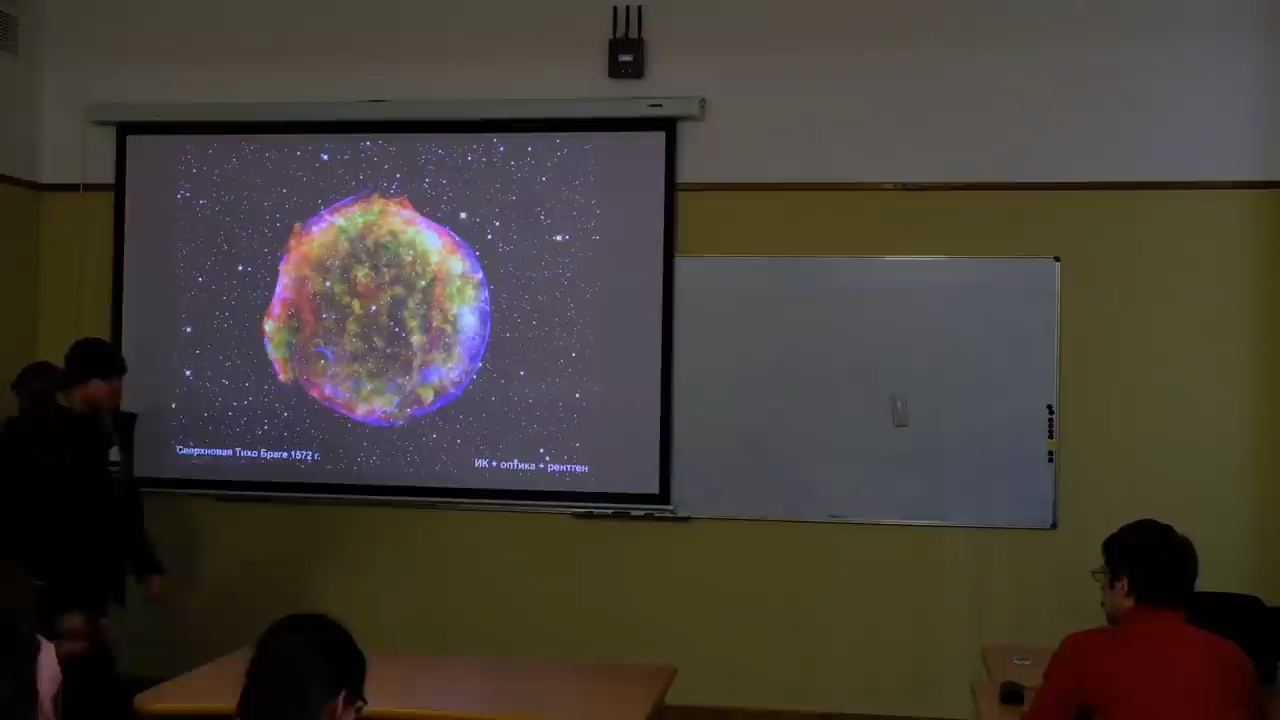 Сверхновая Тихо Браге 1572 г.
ИК + оптика + рентген